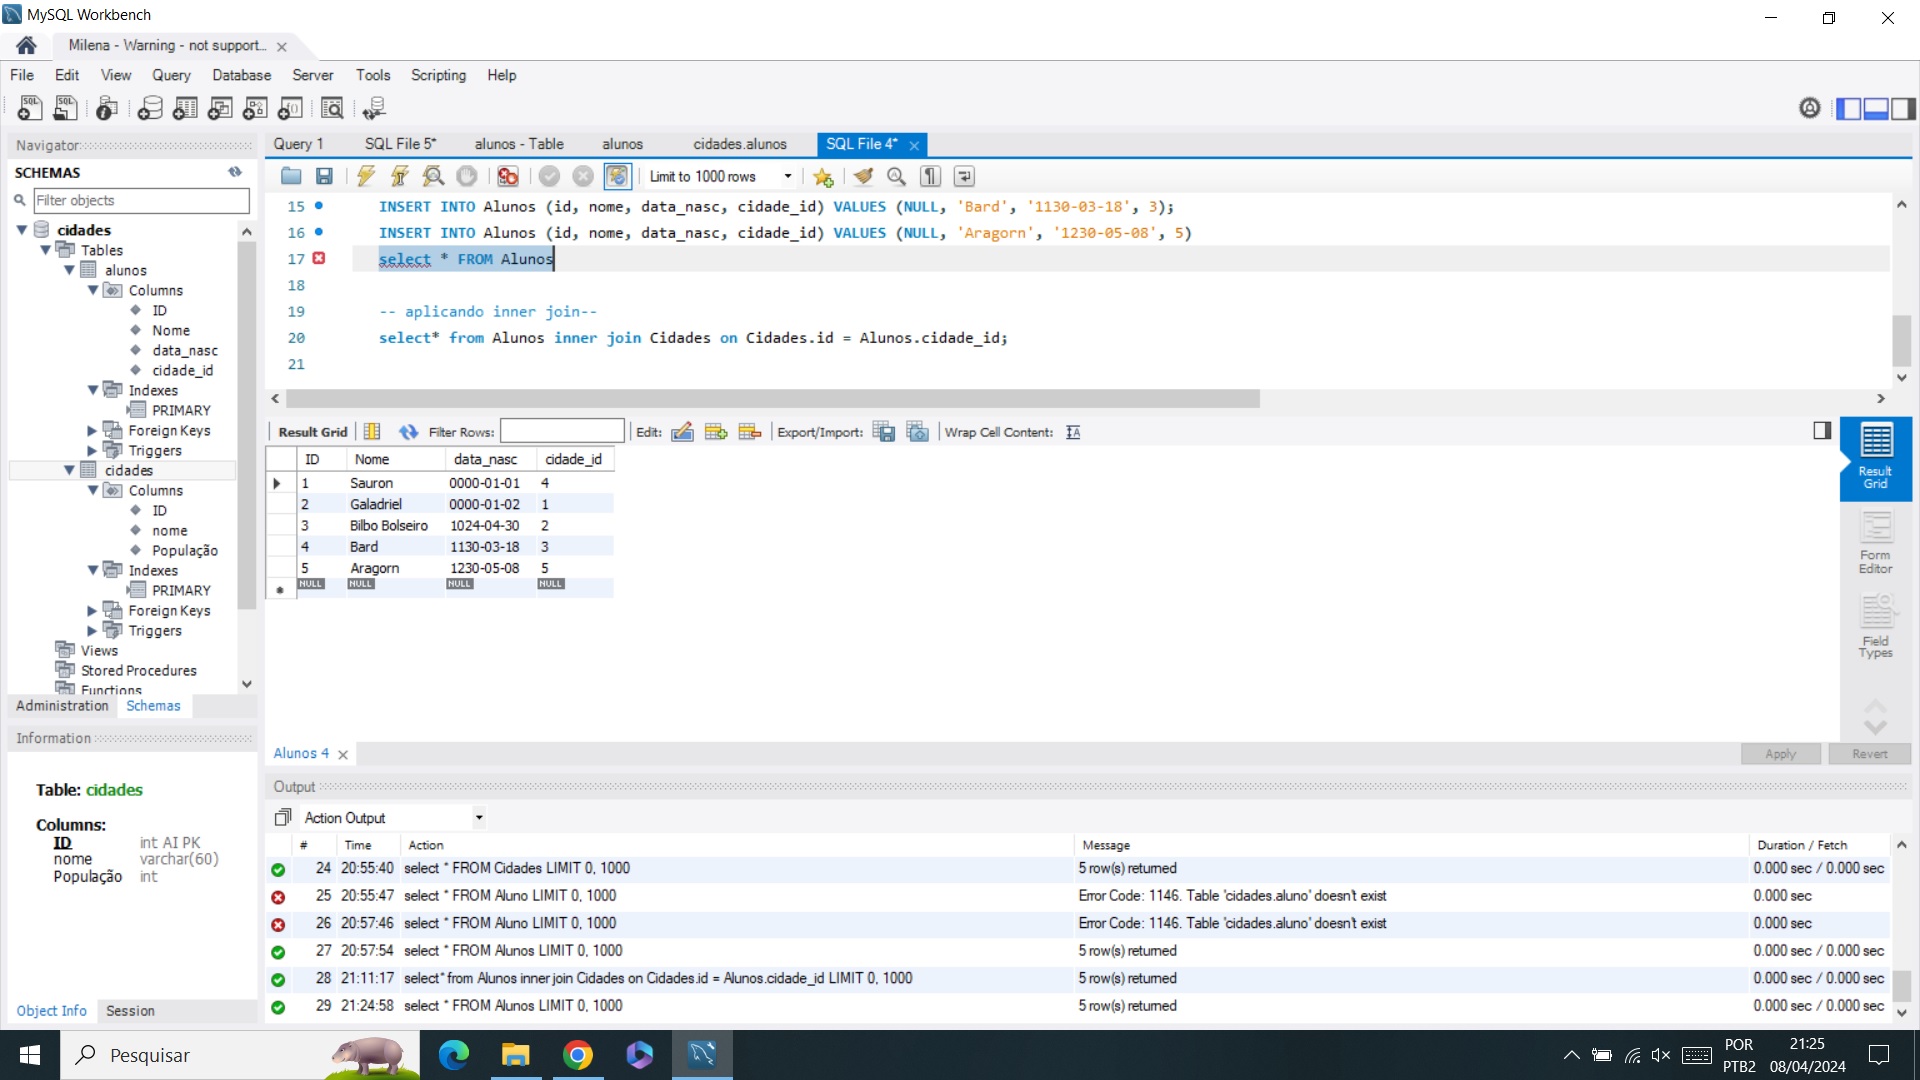 MySQL Workbench
Milena - Warning - not support...
File Edit View Query Database Server Tools Scripting Help
Navigator
SCHEMAS
Filter objects
cidades
Tables
alunos
Columns
ID
Nome
data_nasc
cidade_id
Indexes
PRIMARY
Foreign Keys
Triggers
cidades
Columns
ID
nome
População
Indexes
PRIMARY
Foreign Keys
Triggers
Views
Stored Procedures
Functions
Administration Schemas
Information
Table: cidades
Columns:
ID int AI PK
nome varchar(60)
População int
Object Info Session
Query 1 SQL File 5* alunos - Table alunos cidades.alunos SQL File 4*
Limit to 1000 rows
15 INSERT INTO Alunos (id, nome, data_nasc, cidade_id) VALUES (NULL, 'Bard', '1130-03-18', 3);
16 INSERT INTO Alunos (id, nome, data_nasc, cidade_id) VALUES (NULL, 'Aragorn', '1230-05-08', 5)
17 select * FROM Alunos
18
19 -- aplicando inner join--
20 select* from Alunos inner join Cidades on Cidades.id = Alunos.cidade_id;
21
Result Grid Filter Rows: Edit: Export/Import: Wrap Cell Content:
ID Nome data_nasc cidade_id
1 Sauron 0000-01-01 4
2 Galadriel 0000-01-02 1
3 Bilbo Bolseiro 1024-04-30 2
4 Bard 1130-03-18 3
5 Aragorn 1230-05-08 5
NULL NULL NULL NULL
Result
Grid
Form
Editor
Field
Types
Alunos 4
Apply Revert
Output
Action Output
# Time Action Message Duration / Fetch
24 20:55:40 select * FROM Cidades LIMIT 0, 1000 5 row(s) returned 0.000 sec / 0.000 sec
25 20:55:47 select * FROM Aluno LIMIT 0, 1000 Error Code: 1146. Table 'cidades.aluno' doesn't exist 0.000 sec
26 20:57:46 select * FROM Aluno LIMIT 0, 1000 Error Code: 1146. Table 'cidades.aluno' doesn't exist 0.000 sec
27 20:57:54 select * FROM Alunos LIMIT 0, 1000 5 row(s) returned 0.000 sec / 0.000 sec
28 21:11:17 select* from Alunos inner join Cidades on Cidades.id = Alunos.cidade_id LIMIT 0, 1000 5 row(s) returned 0.000 sec / 0.000 sec
29 21:24:58 select * FROM Alunos LIMIT 0, 1000 5 row(s) returned 0.000 sec / 0.000 sec
Pesquisar
POR
PTB2
21:25
08/04/2024